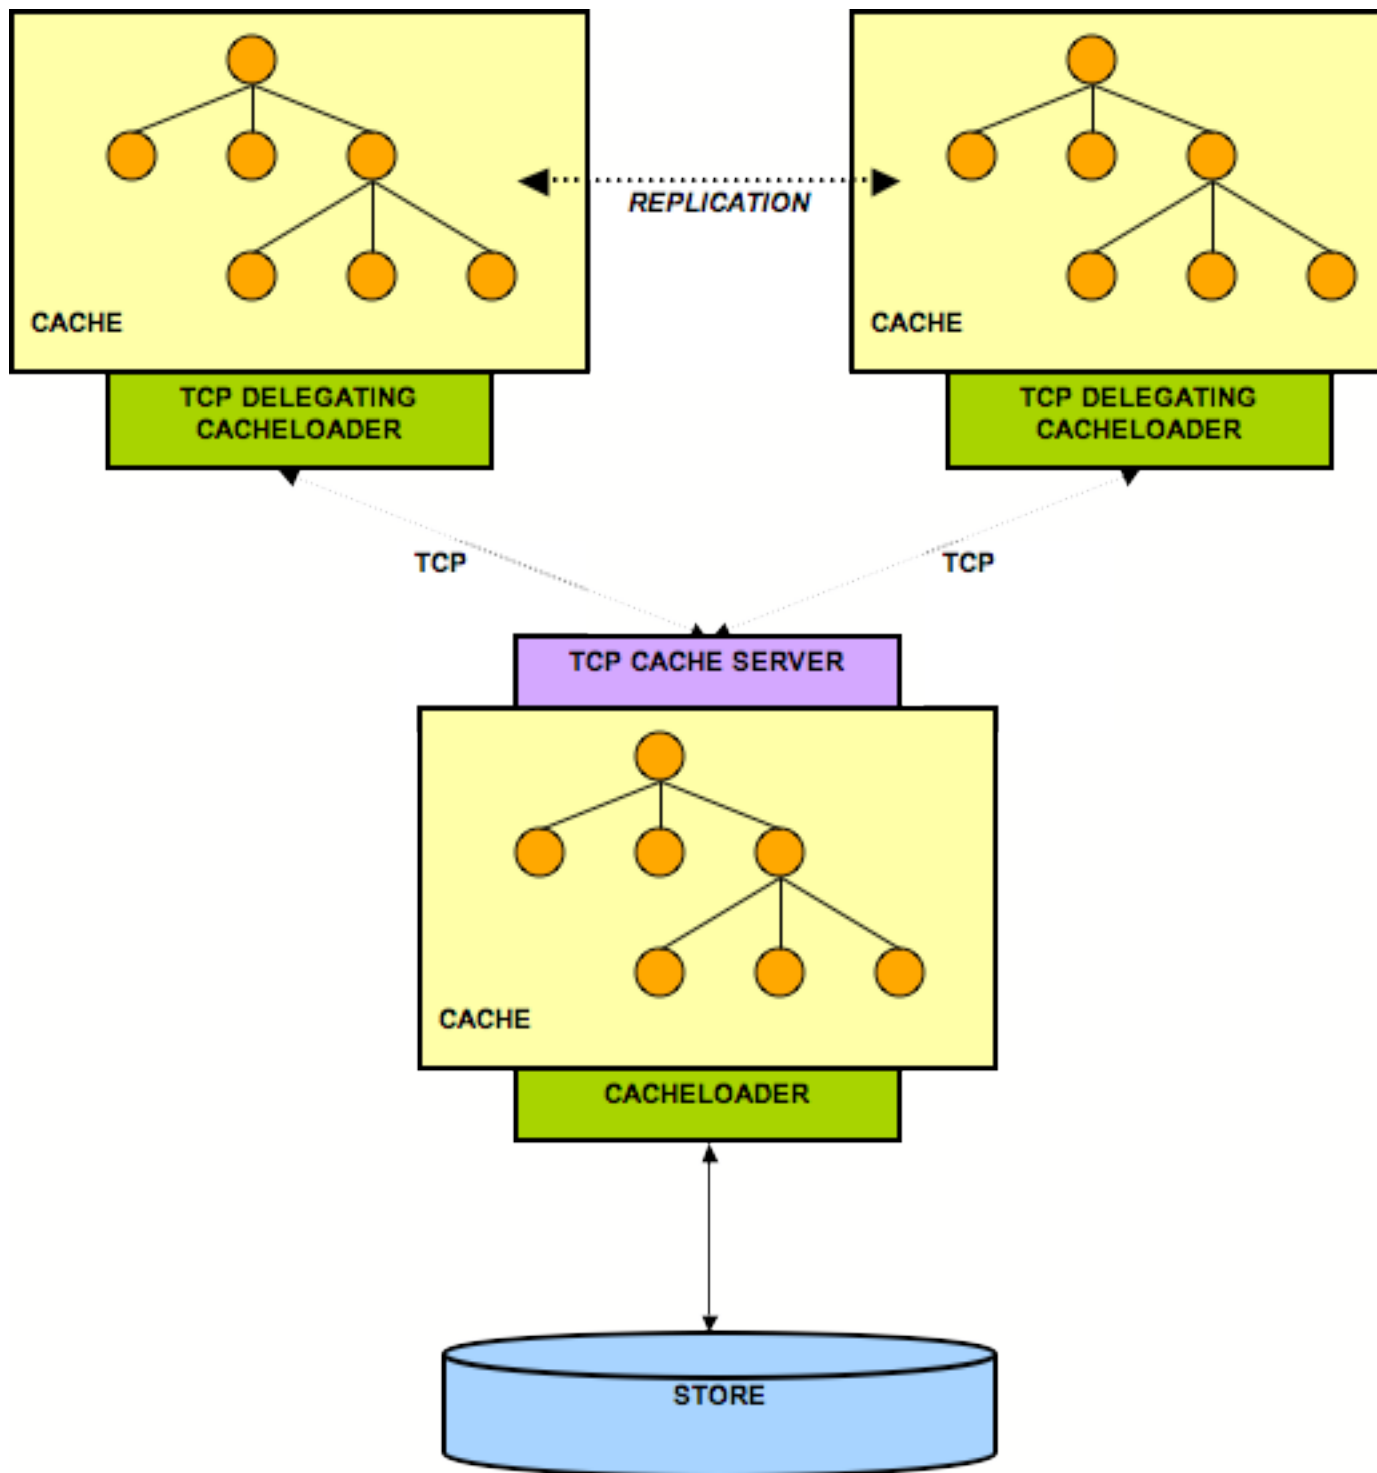 REPLICATION
CACHE
CACHE
TCP DELEGATING
CACHELOADER
TCP DELEGATING
CACHELOADER
TCP
TCP
TCP CACHE SERVER
CACHE
CACHELOADER
STORE